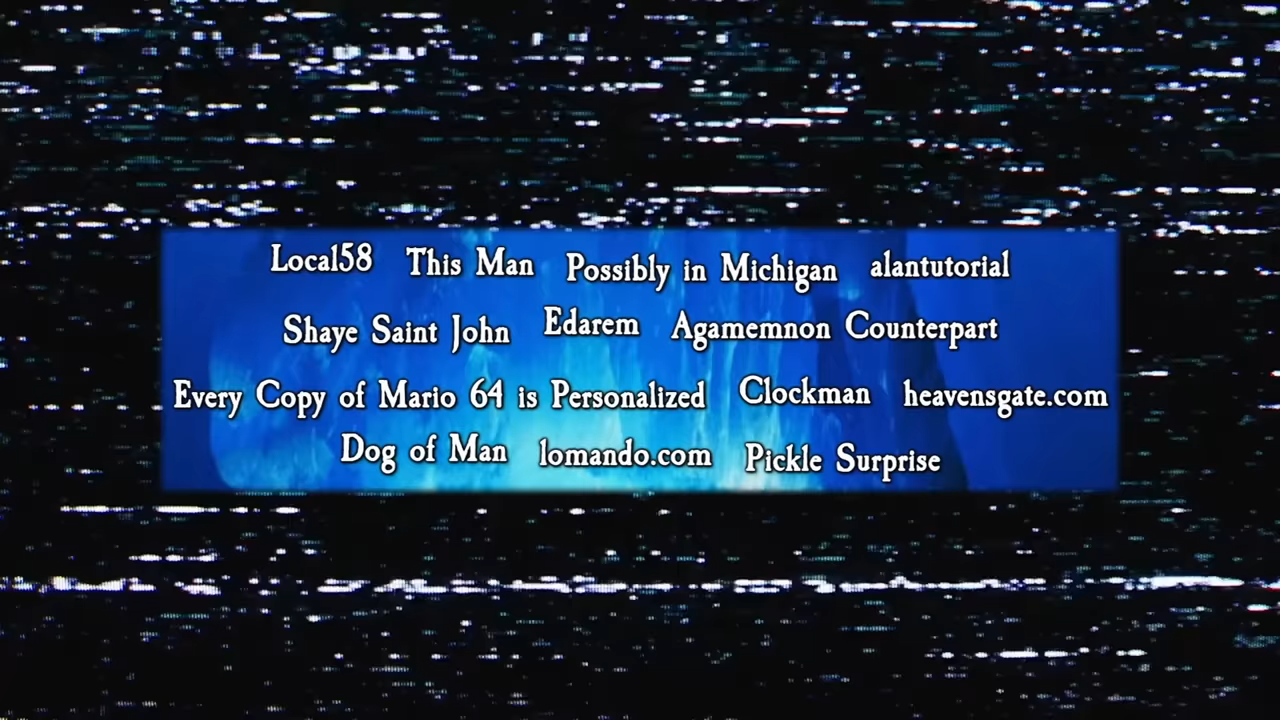 Local58 This Man Possibly in Michigan alantutorial
Shaye Saint John Edarem Agamemnon Counterpart
Every Copy of Mario 64 is Personalized Clockman heavensgate.com
Dog of Man lomando.com Pickle Surprise